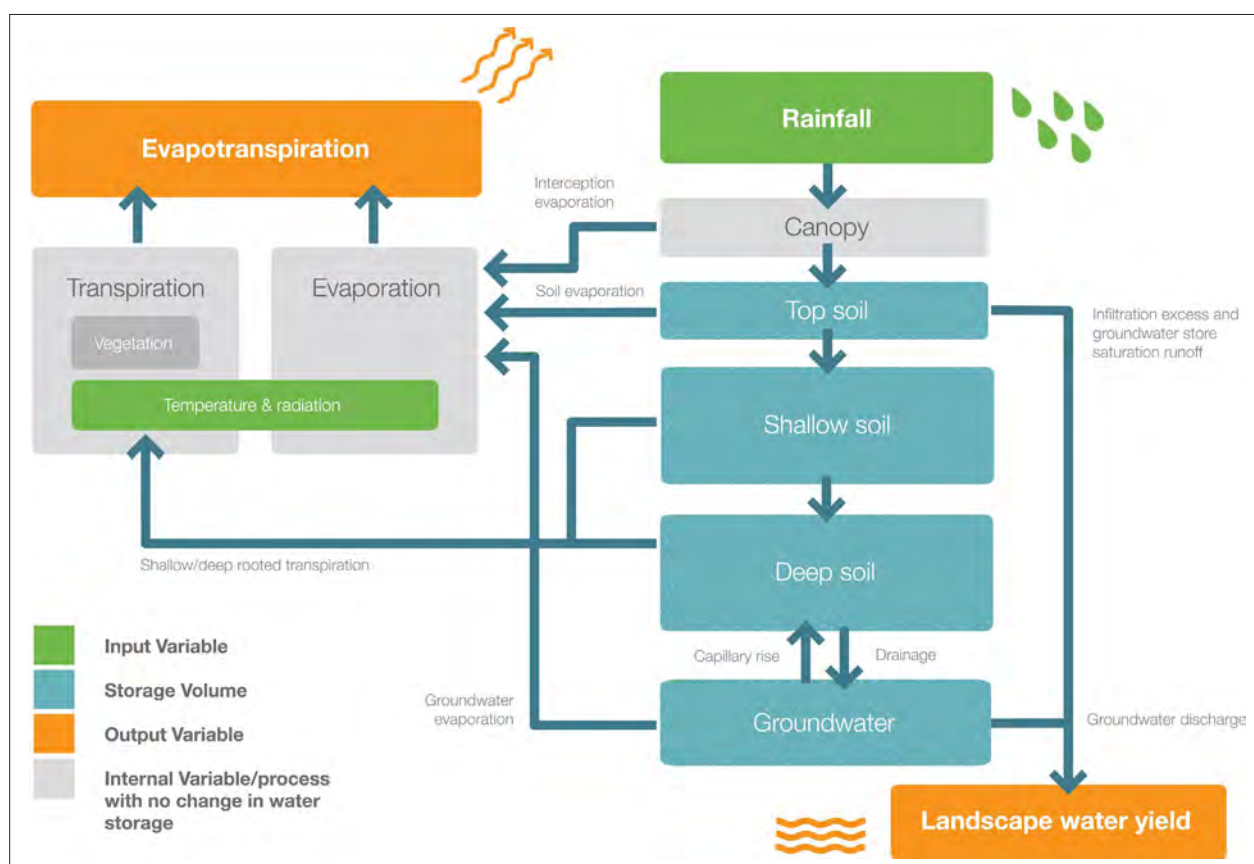 Evapotranspiration
Rainfall
Interception
evaporation
Canopy
Transpiration
Evaporation
Soil evaporation
Top soil
Infiltration excess and
groundwater store
saturation runoff
Vegetation
Temperature & radiation
Shallow soil
Deep soil
Shallow/deep rooted transpiration
Capillary rise
Drainage
Groundwater
evaporation
Groundwater
Groundwater discharge
Landscape water yield
Input Variable
Storage Volume
Output Variable
Internal Variable/process
with no change in water
storage